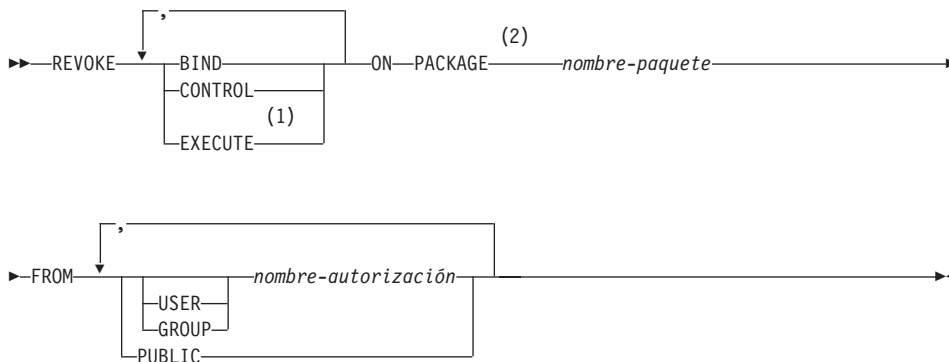 ,
(2)
REVOKE BIND ON PACKAGE nombre-paquete
CONTROL
(1)
EXECUTE
,
FROM nombre-autorización
USER
GROUP
PUBLIC